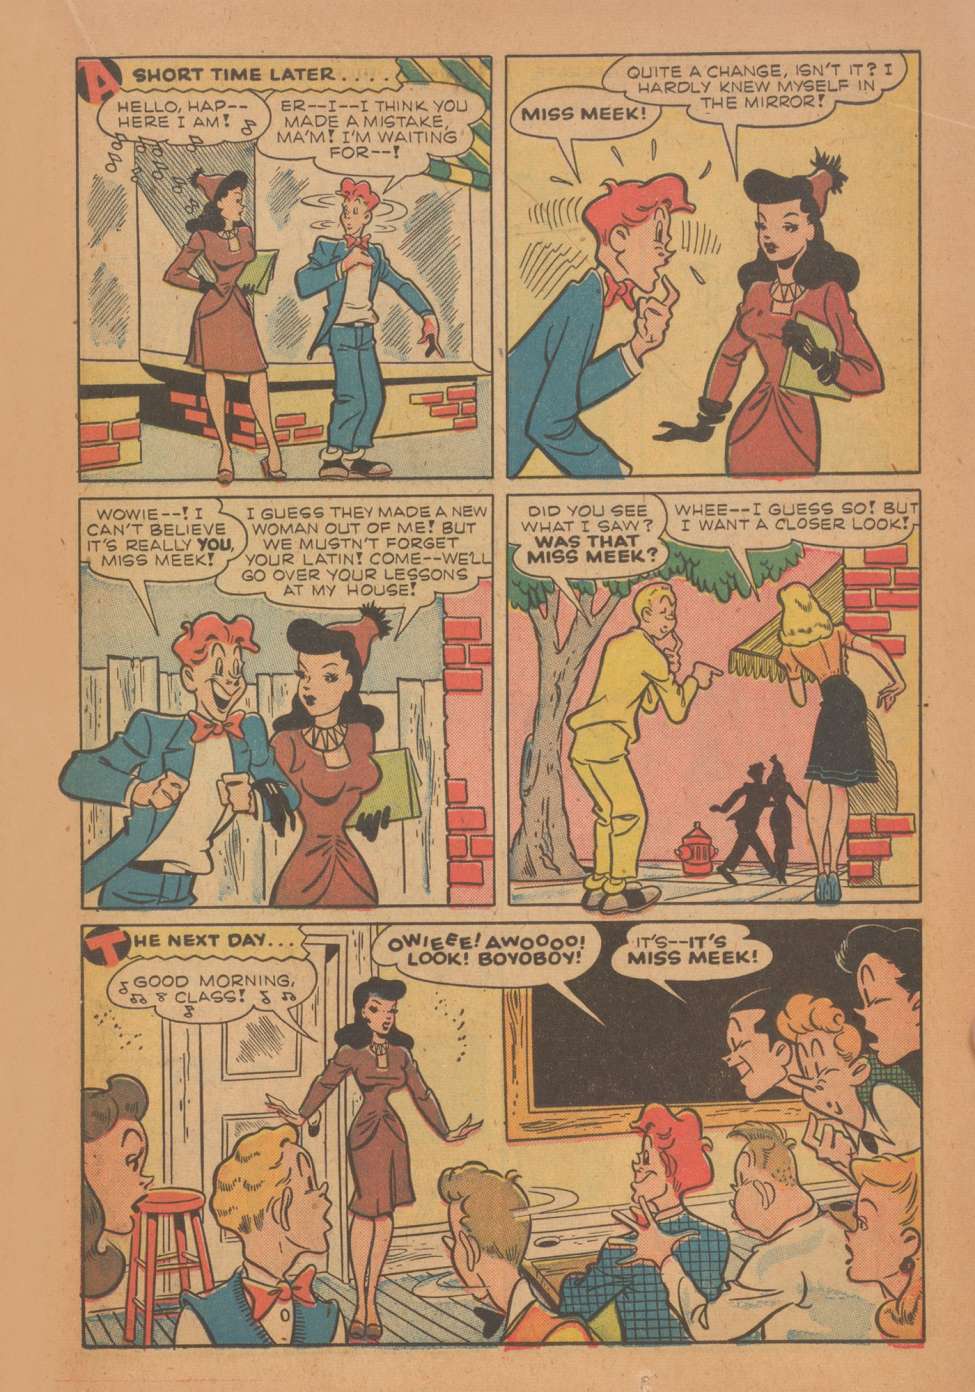 A SHORT TIME LATER....
HELLO, HAP--
HERE I AM!
ER--I--I THINK YOU
MADE A MISTAKE,
MA'M! I'M WAITING
FOR--!
MISS MEEK!
QUITE A CHANGE, ISN'T IT? I
HARDLY KNEW MYSELF IN
THE MIRROR!
WOWIE--! I
CAN'T BELIEVE
IT'S REALLY YOU,
MISS MEEK!
I GUESS THEY MADE A NEW
WOMAN OUT OF ME! BUT
WE MUSTN'T FORGET
YOUR LATIN! COME--WE'LL
GO OVER YOUR LESSONS
AT MY HOUSE!
DID YOU SEE
WHAT I SAW?
WAS THAT
MISS MEEK?
WHEE--I GUESS SO! BUT
I WANT A CLOSER LOOK!
THE NEXT DAY...
GOOD MORNING,
CLASS!
OWIEEE! AWOOOO!
LOOK! BOYOBOY!
IT'S--IT'S
MISS MEEK!